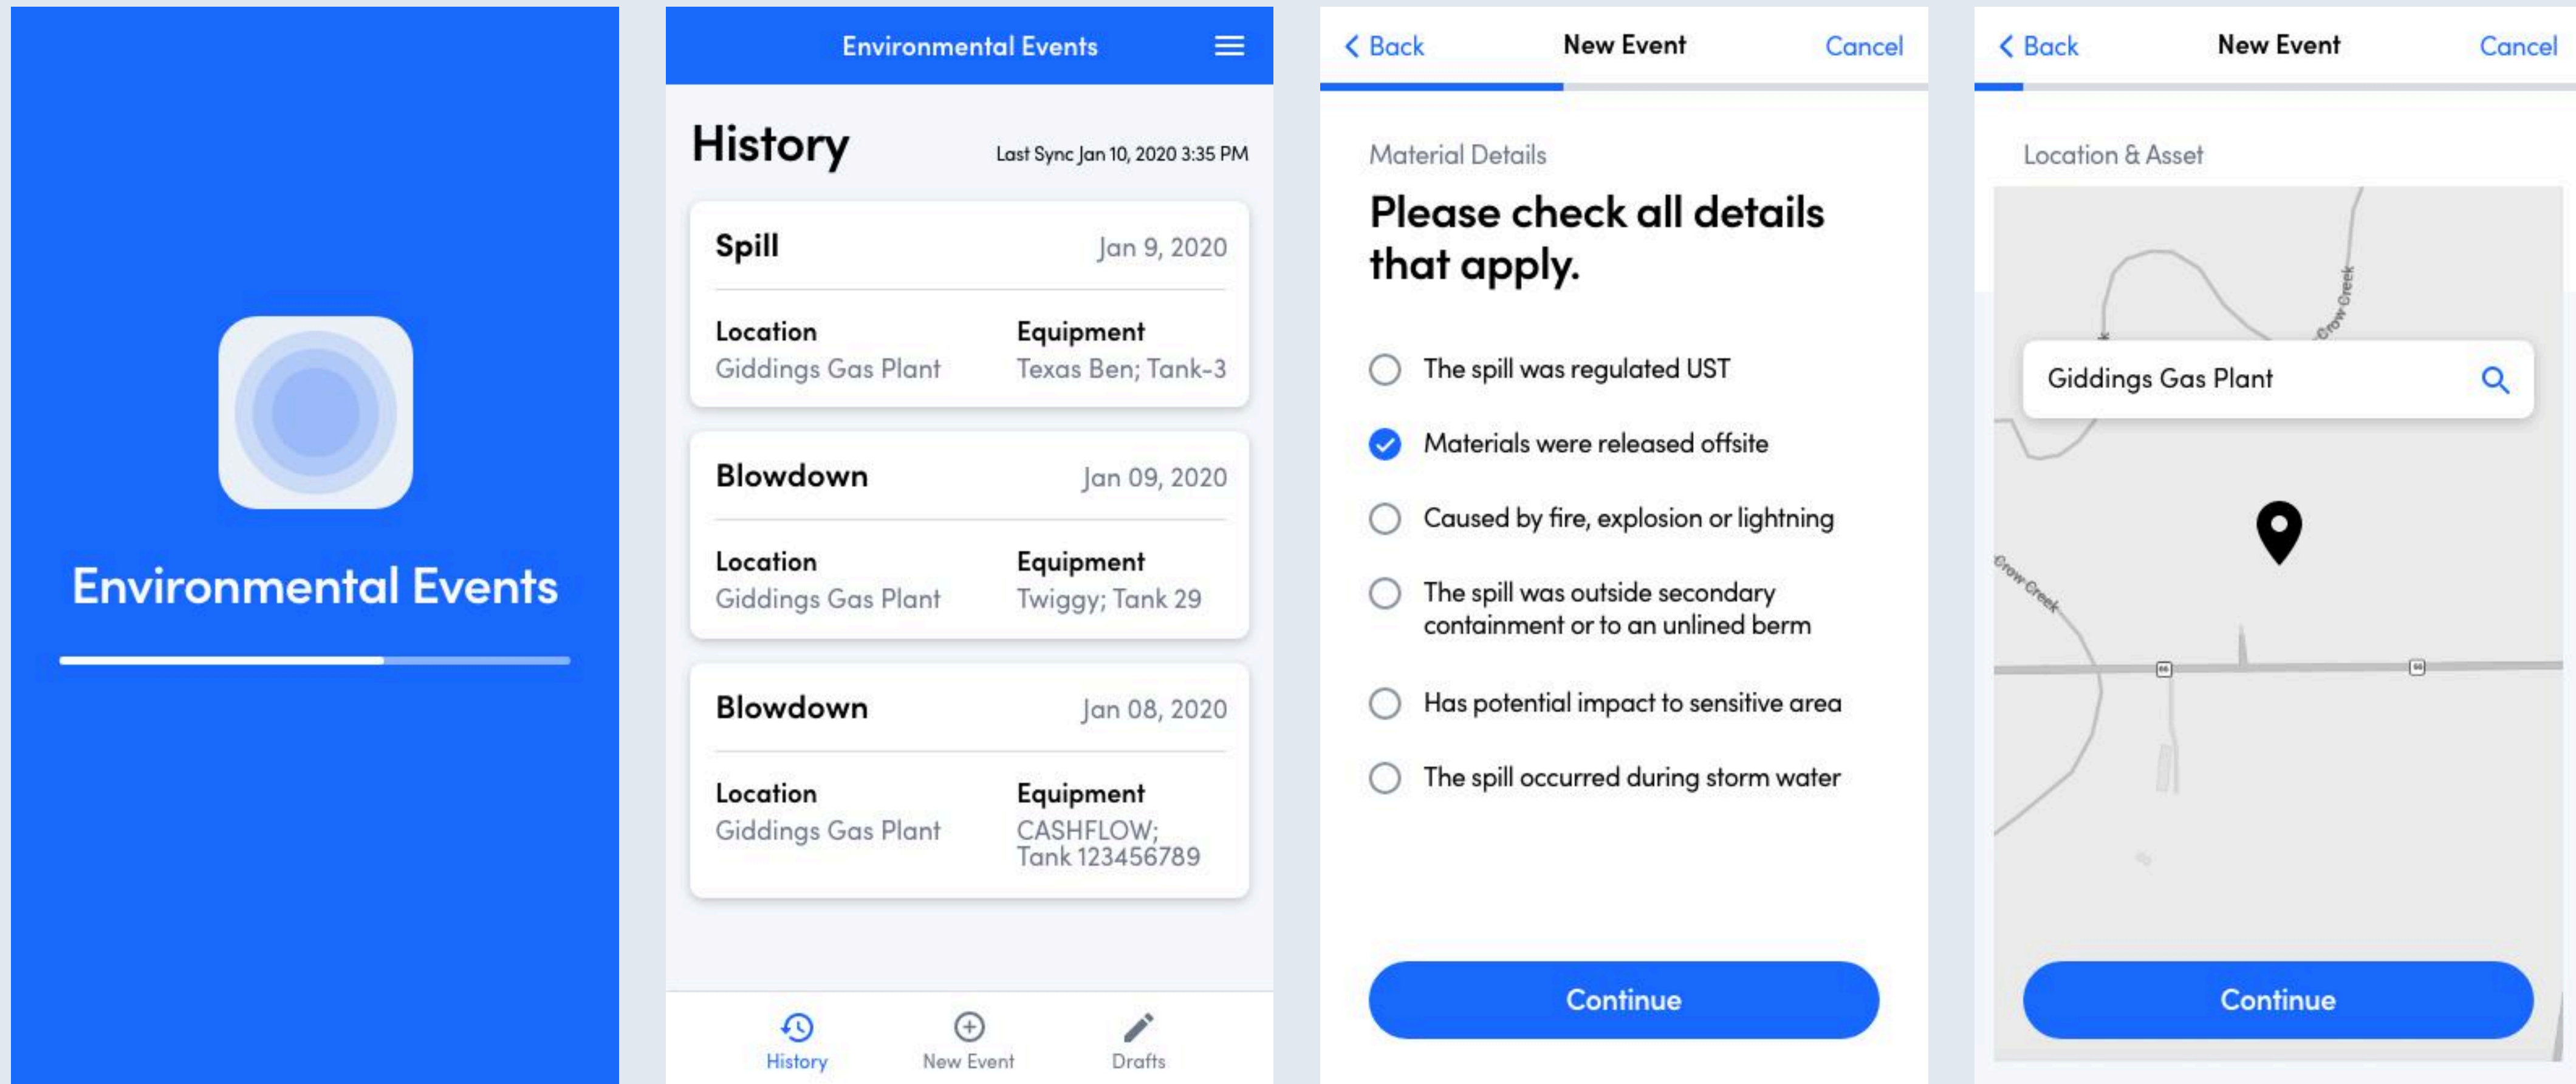 Environmental Events
Environmental Events
History
Last Sync Jan 10, 2020 3:35 PM
Spill
Jan 9, 2020
Location
Equipment
Giddings Gas Plant
Texas Ben; Tank-3
Blowdown
Jan 09, 2020
Location
Equipment
Giddings Gas Plant
Twiggy; Tank 29
Blowdown
Jan 08, 2020
Location
Equipment
Giddings Gas Plant
CASHFLOW;
Tank 123456789
History
New Event
Drafts
Back
New Event
Cancel
Material Details
Please check all details
that apply.
The spill was regulated UST
Materials were released offsite
Caused by fire, explosion or lightning
The spill was outside secondary
containment or to an unlined berm
Has potential impact to sensitive area
The spill occurred during storm water
Continue
Back
New Event
Cancel
Location & Asset
Crow Creek
Giddings Gas Plant
Crow Creek
66
66
Continue